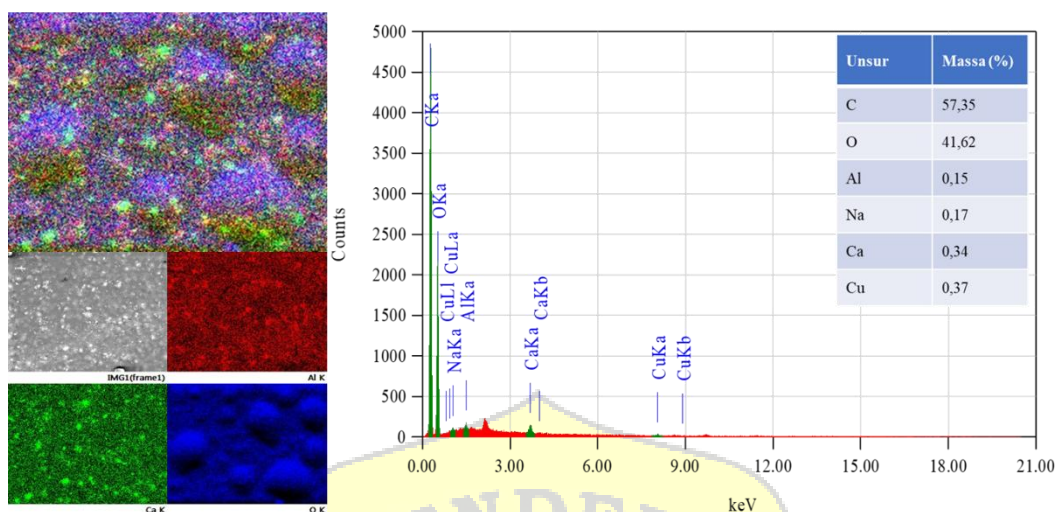 IMG1(frame1)
Al K
Ca K
O K
Counts
5000
4500
4000
3500
3000
2500
2000
1500
1000
500
0
CKa
OKa
CuLl
CuLa
NaKa
AlKa
CaKa
CaKb
CuKa
CuKb
0.00
3.00
6.00
9.00
12.00
15.00
18.00
21.00
keV
Unsur Massa (%)
C 57,35
O 41,62
Al 0,15
Na 0,17
Ca 0,34
Cu 0,37